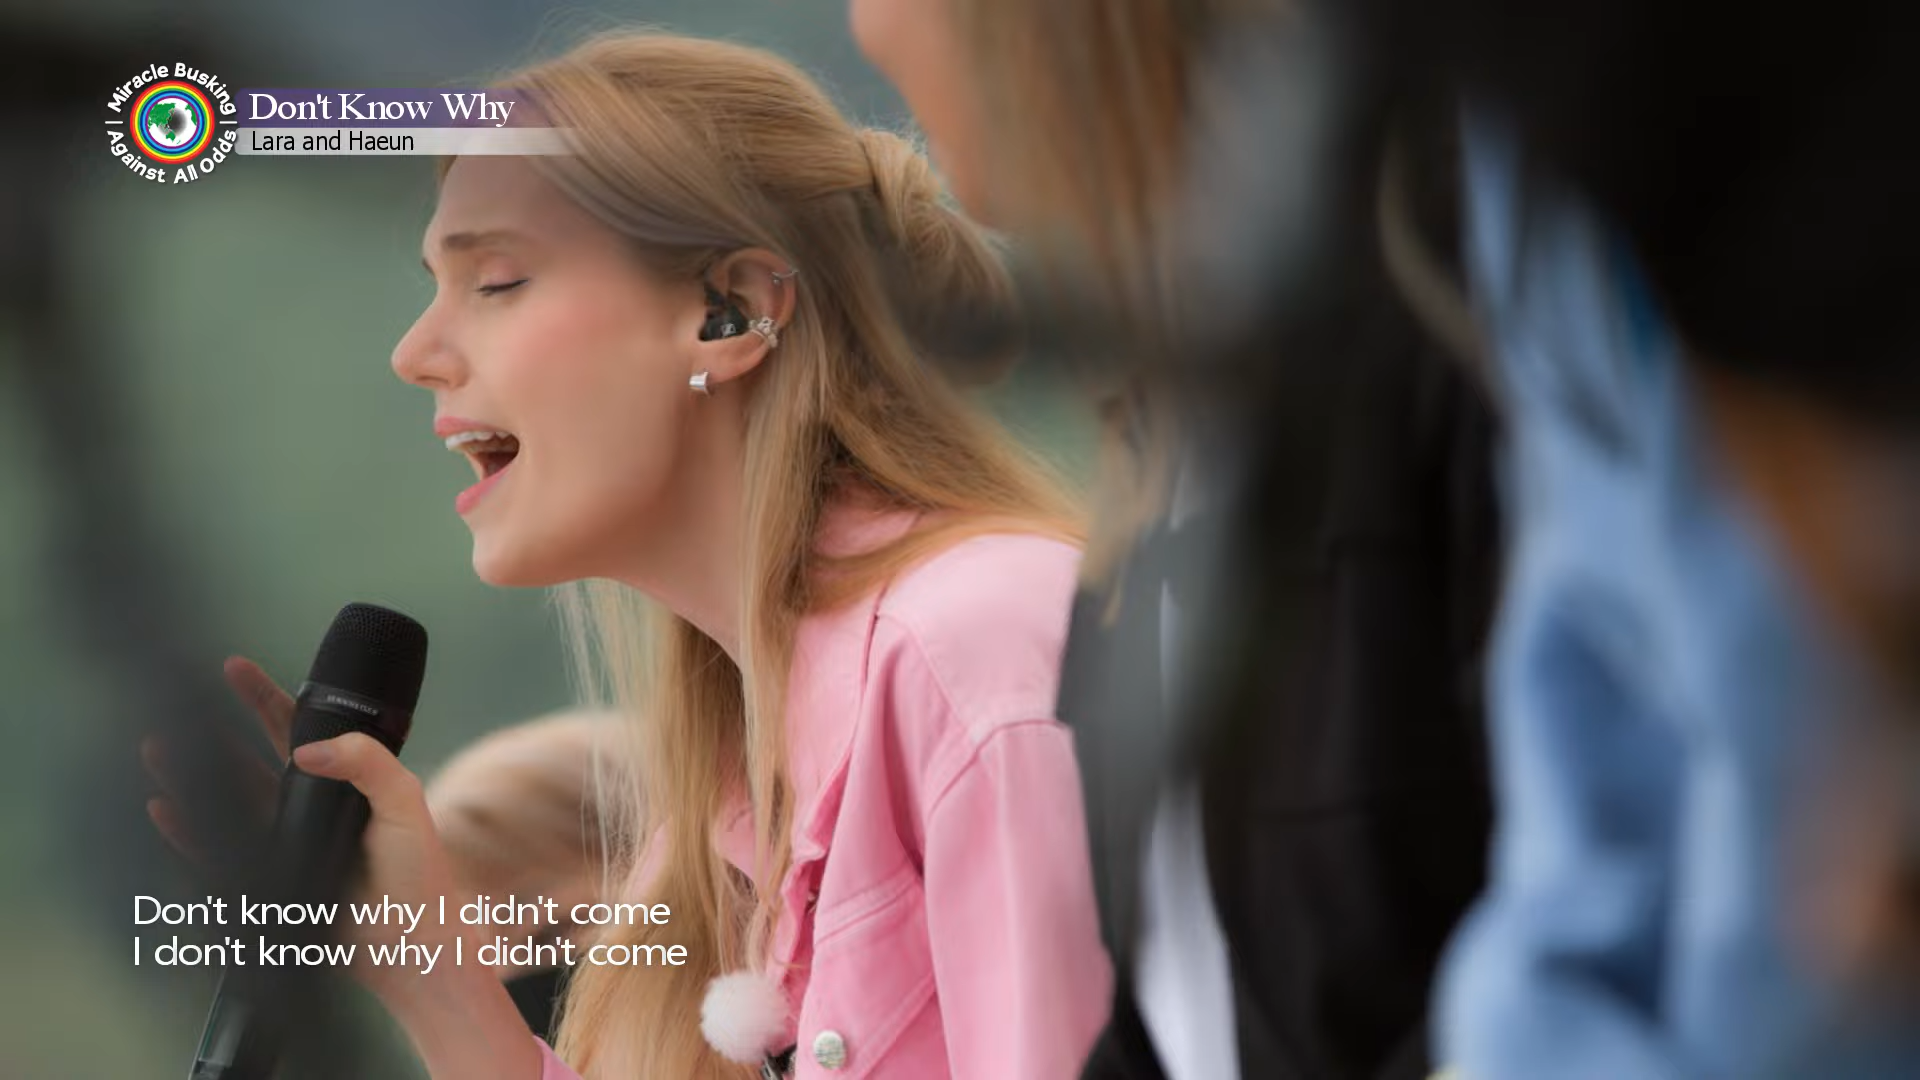 Miracle Busking
Against All Odds
Don't Know Why
Lara and Haeun
SENNHEISER
Don't know why I didn't come
I don't know why I didn't come